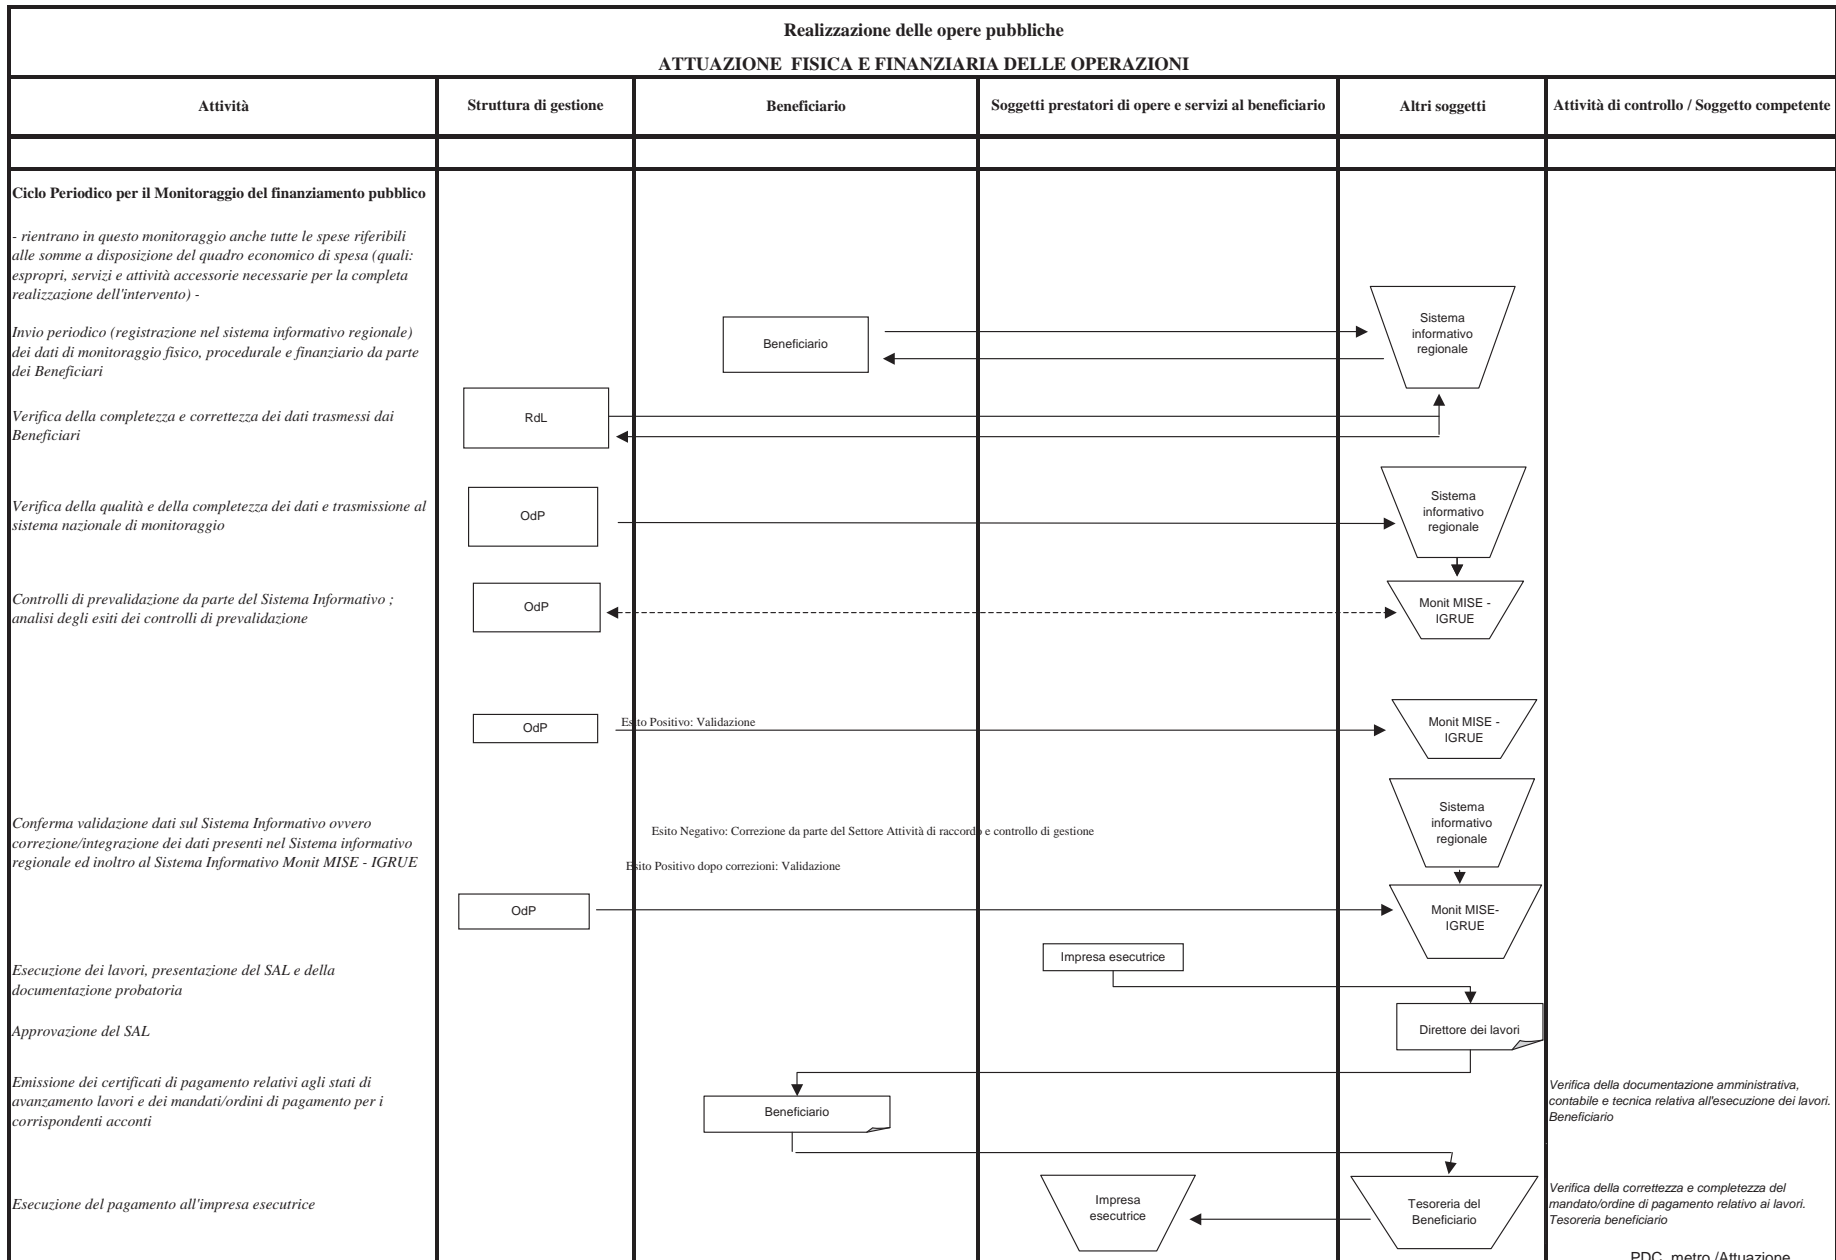 Realizzazione delle opere pubbliche
ATTUAZIONE FISICA E FINANZIARIA DELLE OPERAZIONI
Attività
Struttura di gestione
Beneficiario
Soggetti prestatori di opere e servizi al beneficiario
Altri soggetti
Attività di controllo / Soggetto competente
Ciclo Periodico per il Monitoraggio del finanziamento pubblico
- rientrano in questo monitoraggio anche tutte le spese riferibili
alle somme a disposizione del quadro economico di spesa (quali:
espropri, servizi e attività accessorie necessarie per la completa
realizzazione dell'intervento) -
Invio periodico (registrazione nel sistema informativo regionale)
dei dati di monitoraggio fisico, procedurale e finanziario da parte
dei Beneficiari
Beneficiario
Sistema
informativo
regionale
Verifica della completezza e correttezza dei dati trasmessi dai
Beneficiari
RdL
Verifica della qualità e della completezza dei dati e trasmissione al
sistema nazionale di monitoraggio
OdP
Sistema
informativo
regionale
Controlli di prevalidazione da parte del Sistema Informativo ;
analisi degli esiti dei controlli di prevalidazione
OdP
Monit MISE -
IGRUE
OdP
Esito Positivo: Validazione
Monit MISE -
IGRUE
Conferma validazione dati sul Sistema Informativo ovvero
correzione/integrazione dei dati presenti nel Sistema informativo
regionale ed inoltro al Sistema Informativo Monit MISE - IGRUE
Esito Negativo: Correzione da parte del Settore Attività di raccordo e controllo di gestione
Esito Positivo dopo correzioni: Validazione
Sistema
informativo
regionale
OdP
Monit MISE-
IGRUE
Esecuzione dei lavori, presentazione del SAL e della
documentazione probatoria
Impresa esecutrice
Approvazione del SAL
Direttore dei lavori
Emissione dei certificati di pagamento relativi agli stati di
avanzamento lavori e dei mandati/ordini di pagamento per i
corrispondenti acconti
Beneficiario
Verifica della documentazione amministrativa,
contabile e tecnica relativa all'esecuzione dei lavori.
Beneficiario
Esecuzione del pagamento all'impresa esecutrice
Impresa
esecutrice
Tesoreria del
Beneficiario
Verifica della correttezza e completezza del
mandato/ordine di pagamento relativo ai lavori.
Tesoreria beneficiario
PDC_metro /Attuazione